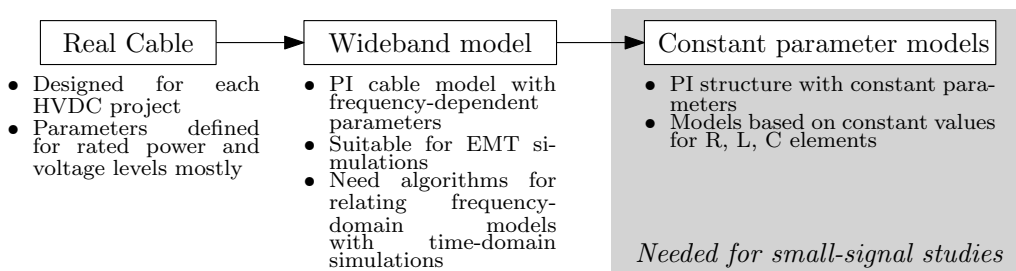 Real Cable
• Designed for each
HVDC project
• Parameters defined
for rated power and
voltage levels mostly
Wideband model
• PI cable model with
frequency-dependent
parameters
• Suitable for EMT si-
mulations
• Need algorithms for
relating frequency-
domain models
with time-domain
simulations
Constant parameter models
• PI structure with constant para-
meters
• Models based on constant values
for R, L, C elements
Needed for small-signal studies